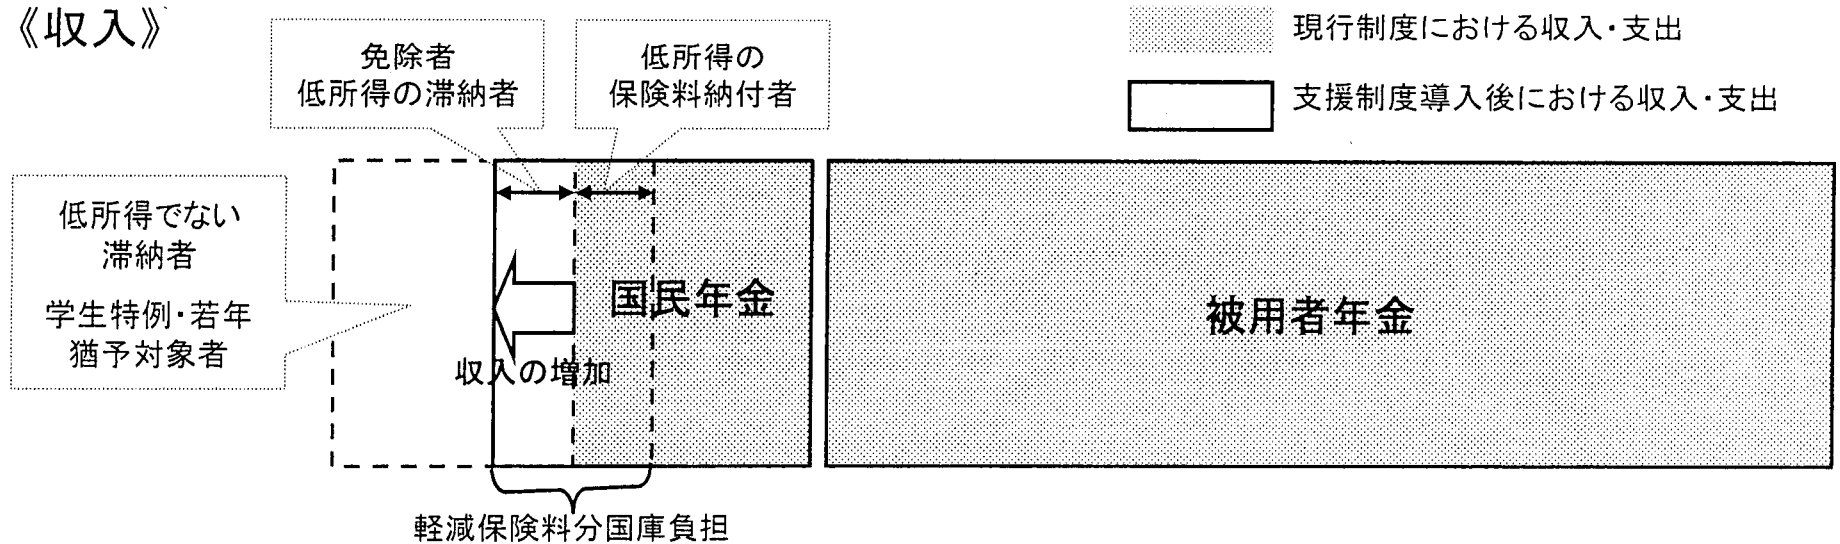 《収入》
現行制度における収入・支出
支援制度導入後における収入・支出
免除者
低所得の滞納者
低所得の
保険料納付者
低所得でない
滞納者
学生特例・若年
猶予対象者
国民年金
被用者年金
収入の増加
軽減保険料分国庫負担